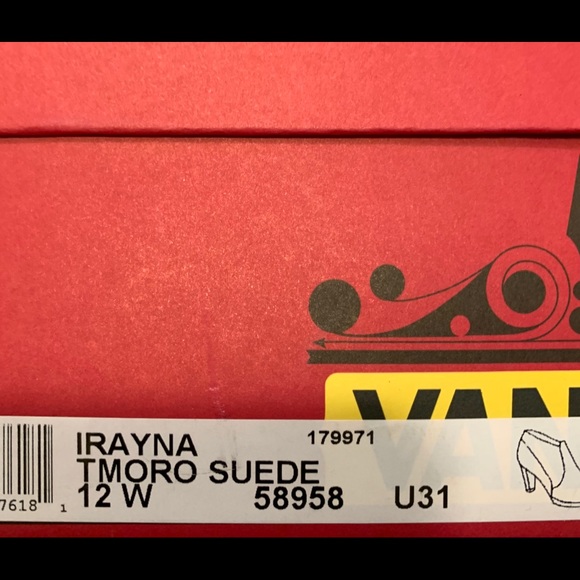 VAN
IRAYNA 179971
TMORO SUEDE
12 W 58958 U31
7618 1